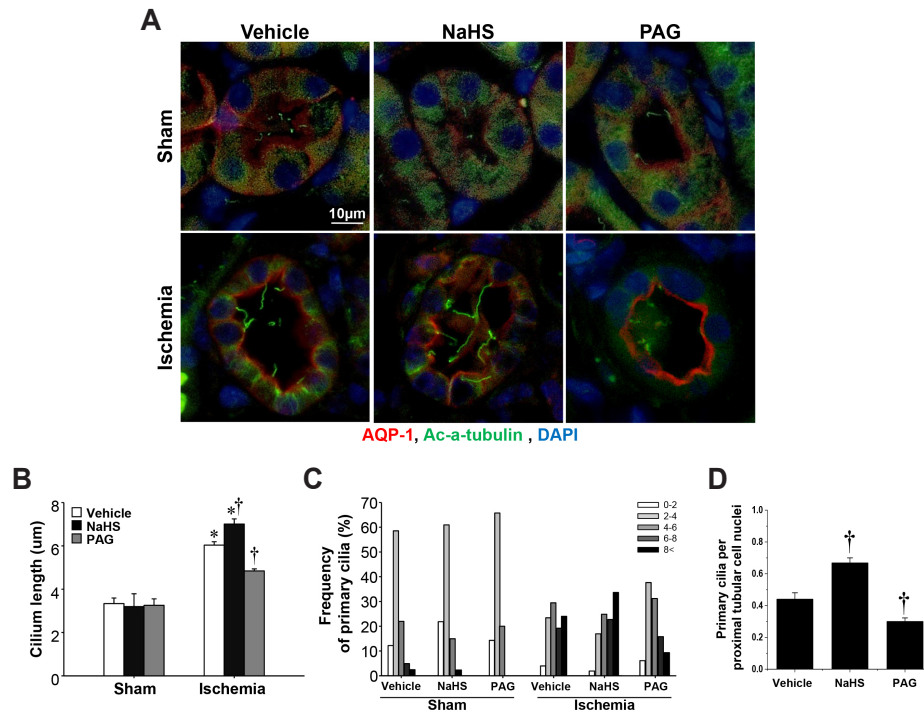 A
Vehicle NaHS PAG
Sham
10µm
Ischemia
AQP-1, Ac-a-tubulin , DAPI
B
Cilium length (um)
8
6
4
2
0
Vehicle
NaHS
PAG
*
*†
†
Sham Ischemia
C
Frequency
of primary cilia (%)
70
60
50
40
30
20
10
0
0-2
2-4
4-6
6-8
8<
Vehicle NaHS PAG Vehicle NaHS PAG
Sham Ischemia
D
Primary cilia per
proximal tubular cell nuclei
1.0
0.8
0.6
0.4
0.2
0.0
†
†
Vehicle NaHS PAG